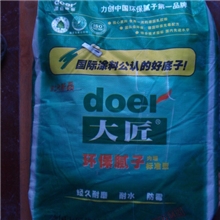 doer
力创中国环保腻子第一品牌
国际涂料公认的好底子!
doer
大匠®
环保腻子
经久耐磨 耐水 防霉